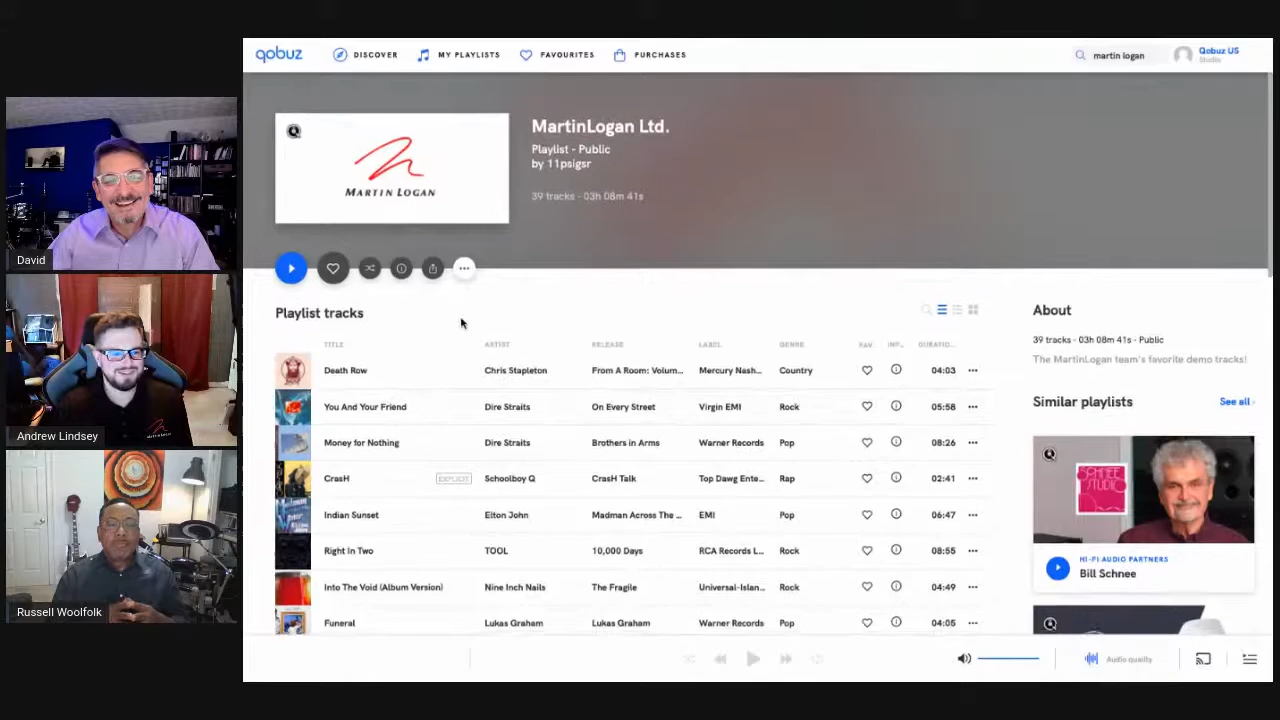 qobuz DISCOVER MY PLAYLISTS FAVOURITES PURCHASES martin logan Qobuz US
Studio
MARTIN LOGAN
MartinLogan Ltd.
Playlist - Public
by 11psigsr
39 tracks - 03h 08m 41s
David
Andrew Lindsey
Russell Woolfolk
Playlist tracks
TITLE ARTIST RELEASE LABEL GENRE FAV INF... DURATIO...
Death Row Chris Stapleton From A Room: Volum... Mercury Nash... Country 04:03
You And Your Friend Dire Straits On Every Street Virgin EMI Rock 05:58
Money for Nothing Dire Straits Brothers in Arms Warner Records Pop 08:26
CrasH EXPLICIT Schoolboy Q CrasH Talk Top Dawg Ente... Rap 02:41
Indian Sunset Elton John Madman Across The ... EMI Pop 06:47
Right In Two TOOL 10,000 Days RCA Records L... Rock 08:55
Into The Void (Album Version) Nine Inch Nails The Fragile Universal-Islan... Rock 04:49
Funeral Lukas Graham Lukas Graham Warner Records Pop 04:05
About
39 tracks - 03h 08m 41s - Public
The MartinLogan team's favorite demo tracks!
Similar playlists See all
SCHNEE
STUDIO
HI-FI AUDIO PARTNERS
Bill Schnee
Audio quality